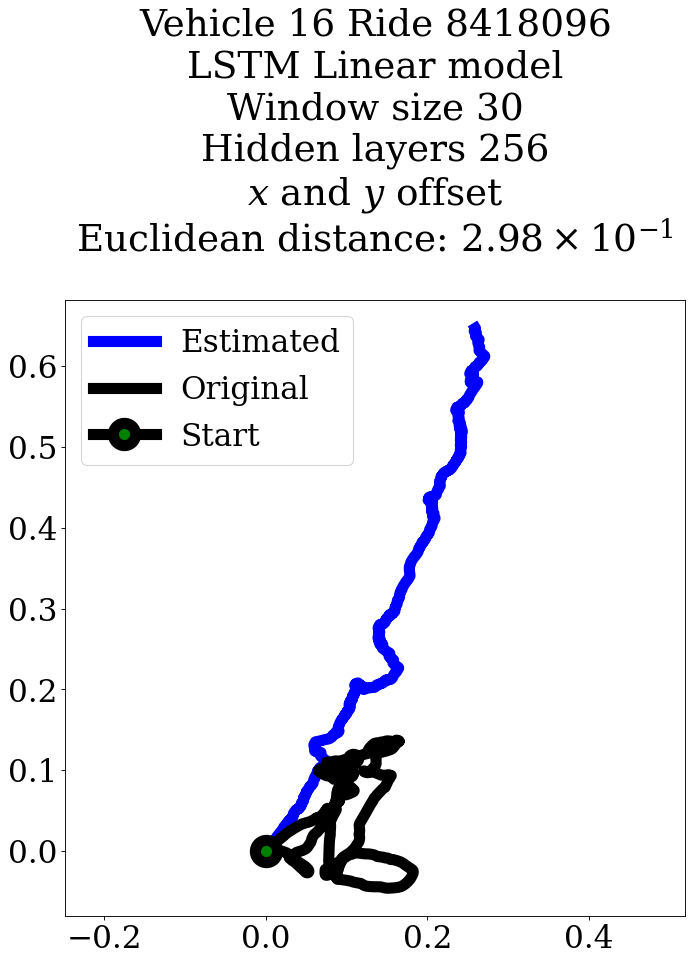 Vehicle 16 Ride 8418096
LSTM Linear model
Window size 30
Hidden layers 256
x and y offset
Euclidean distance: 2.98 × 10⁻¹
Estimated
Original
Start
0.6
0.5
0.4
0.3
0.2
0.1
0.0
−0.2 0.0 0.2 0.4